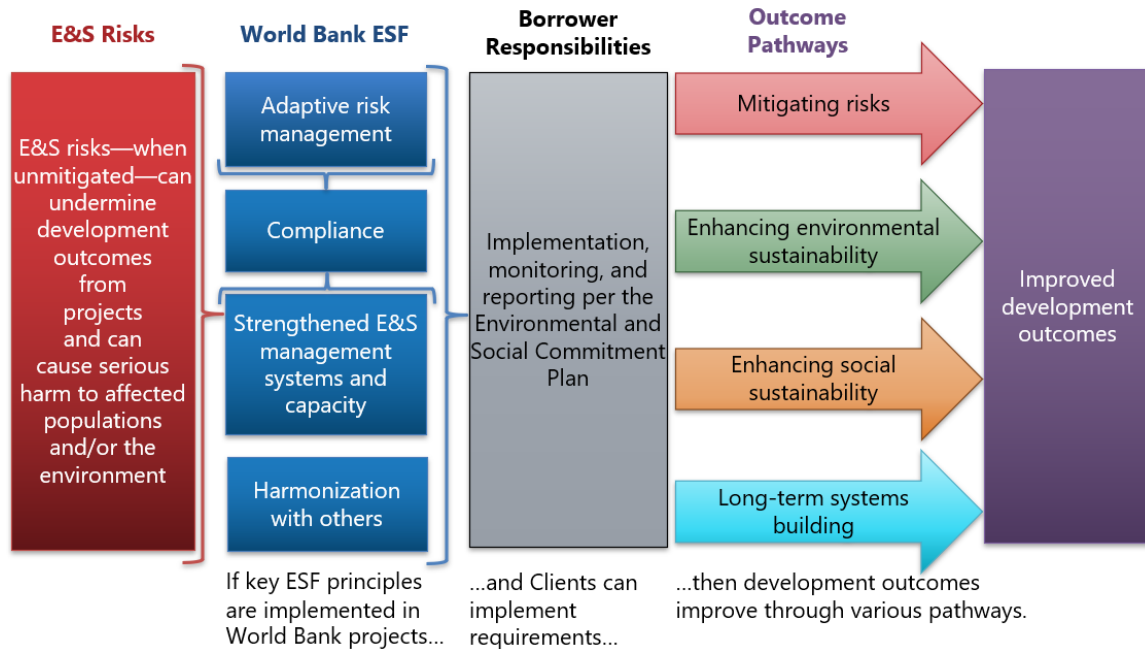 E&S Risks
World Bank ESF
Borrower
Responsibilities
Outcome
Pathways
E&S risks—when
unmitigated—can
undermine
development
outcomes
from
projects
and can
cause serious
harm to affected
populations
and/or the
environment
Adaptive risk
management
Compliance
Strengthened E&S
management
systems and
capacity
Harmonization
with others
Implementation,
monitoring, and
reporting per the
Environmental and
Social Commitment
Plan
Mitigating risks
Enhancing environmental
sustainability
Enhancing social
sustainability
Long-term systems
building
Improved
development
outcomes
If key ESF principles
are implemented in
World Bank projects...
...and Clients can
implement
requirements...
...then development outcomes
improve through various pathways.